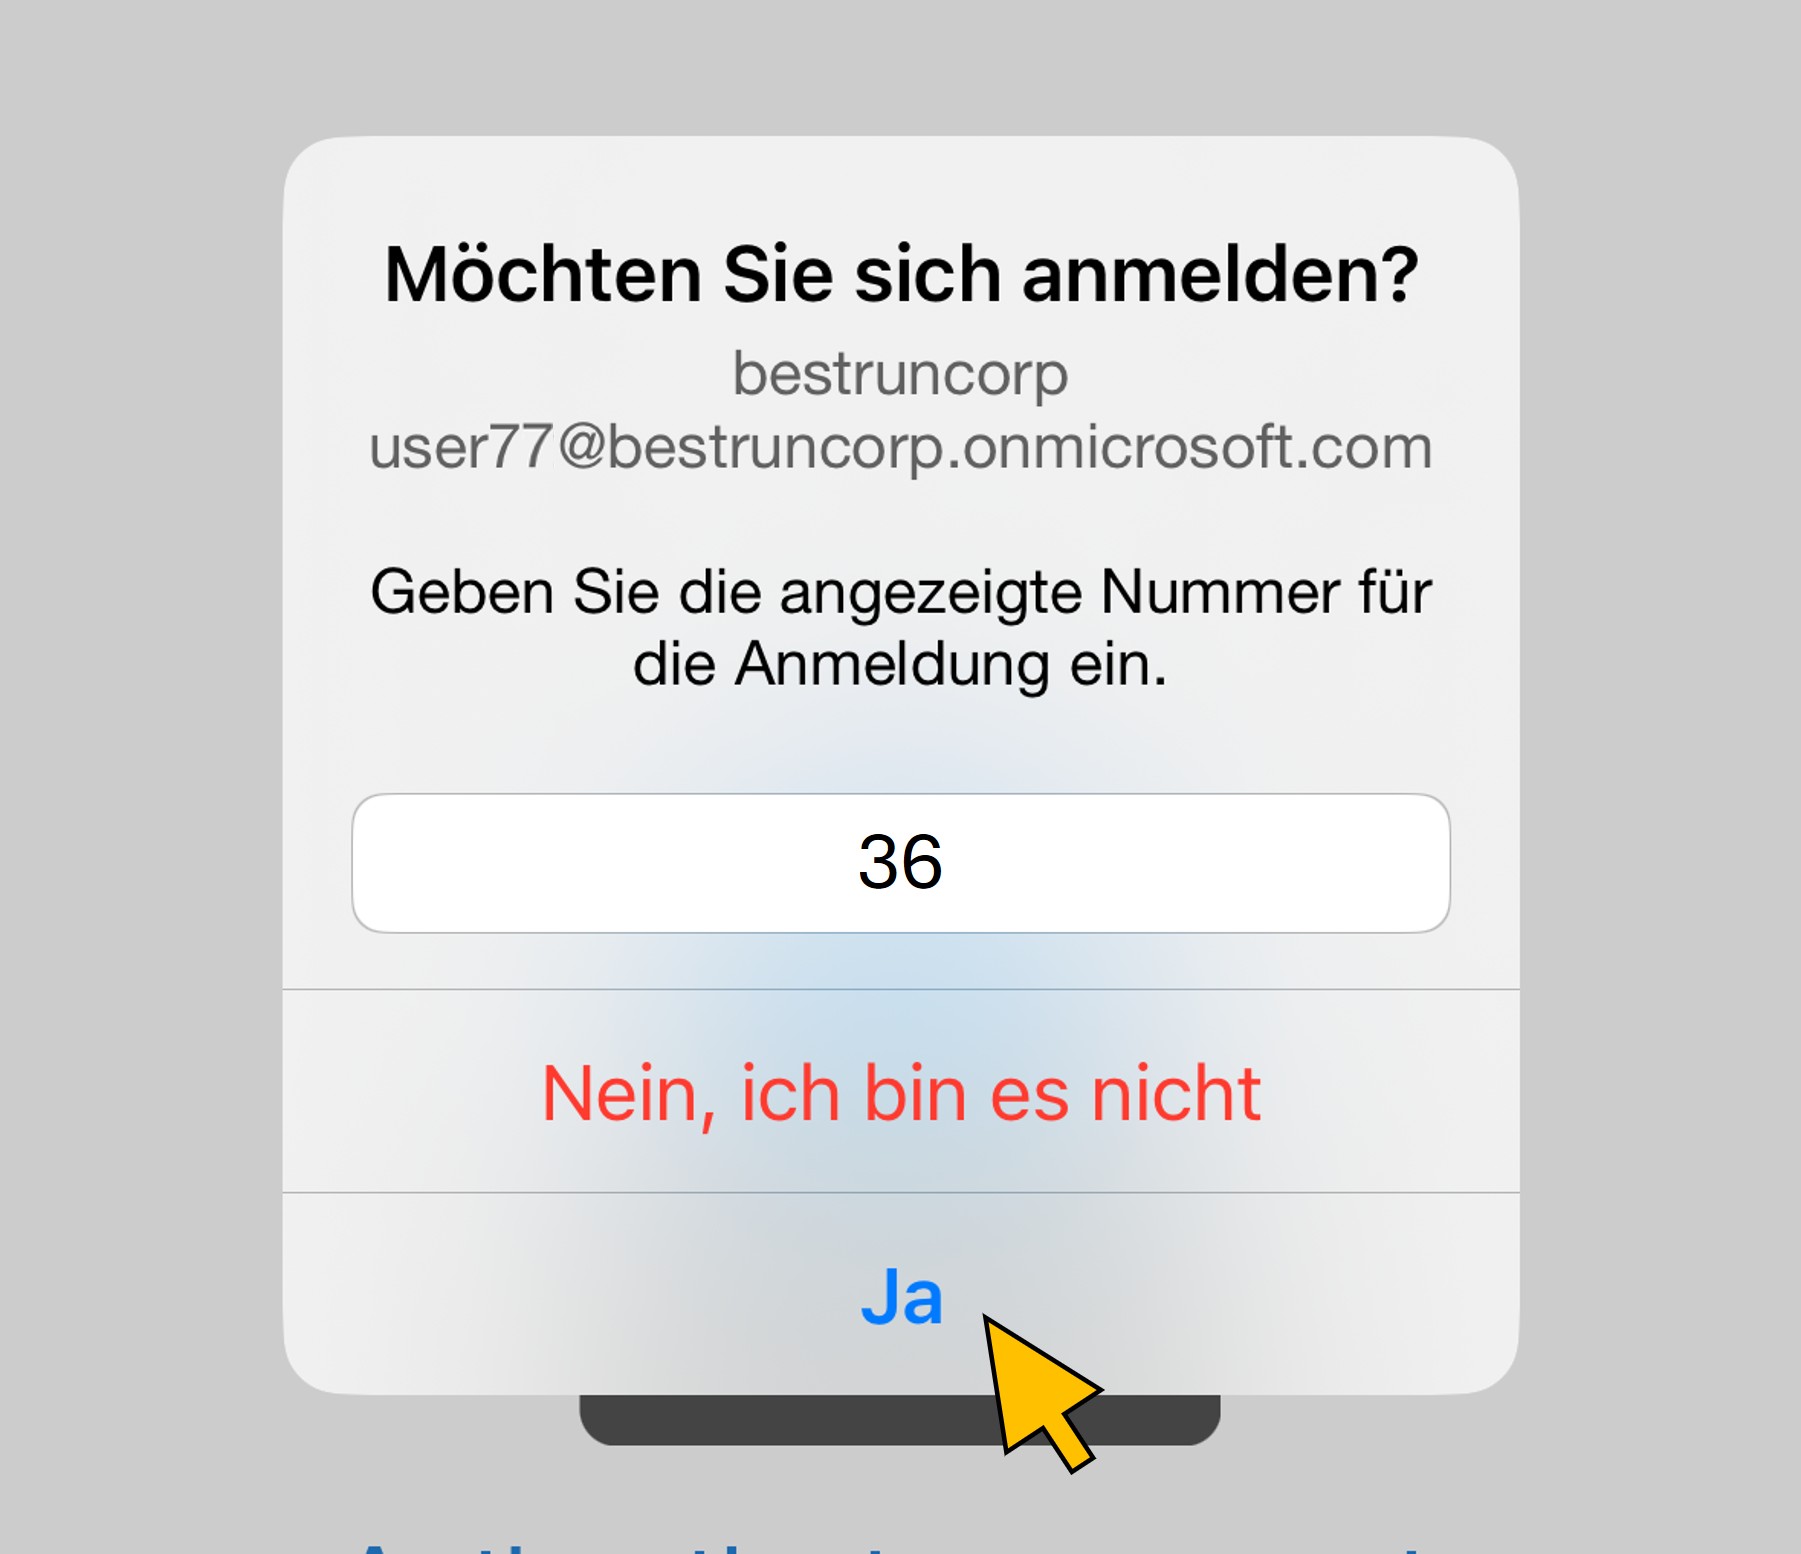 Möchten Sie sich anmelden?
bestruncorp
user77@bestruncorp.onmicrosoft.com
Geben Sie die angezeigte Nummer für
die Anmeldung ein.
36
Nein, ich bin es nicht
Ja